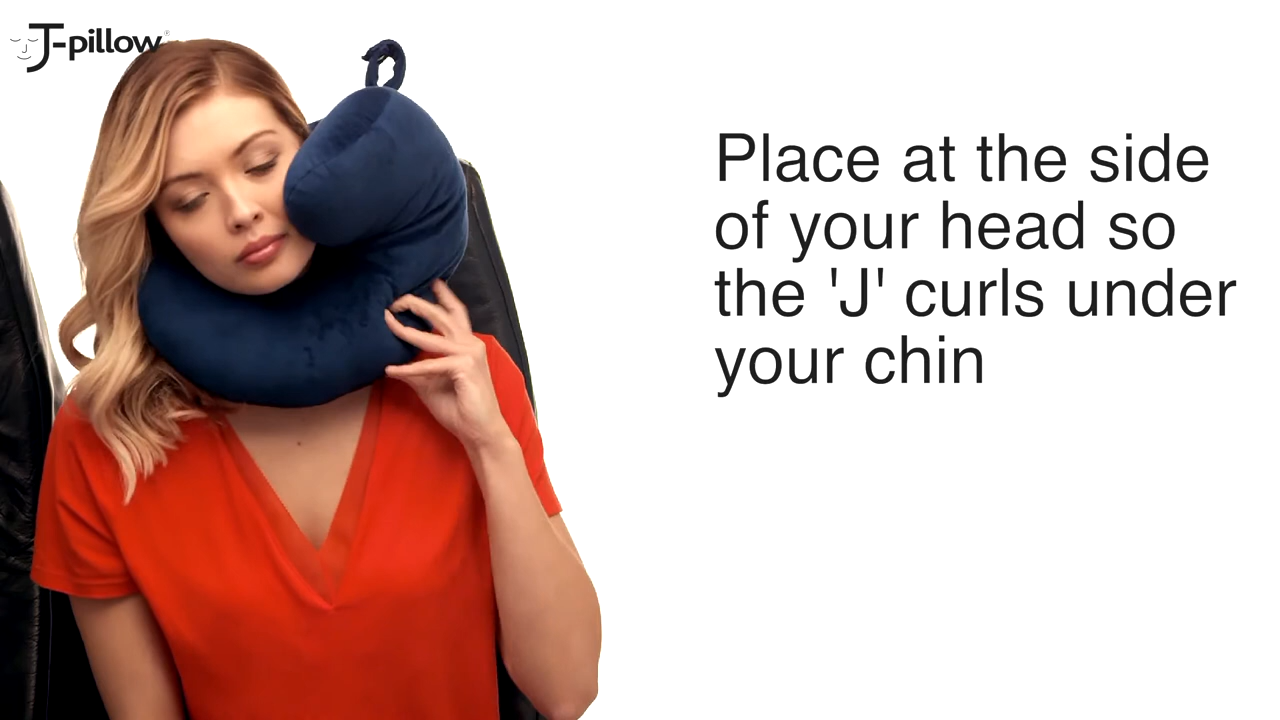 J-pillow®
Place at the side
of your head so
the 'J' curls under
your chin